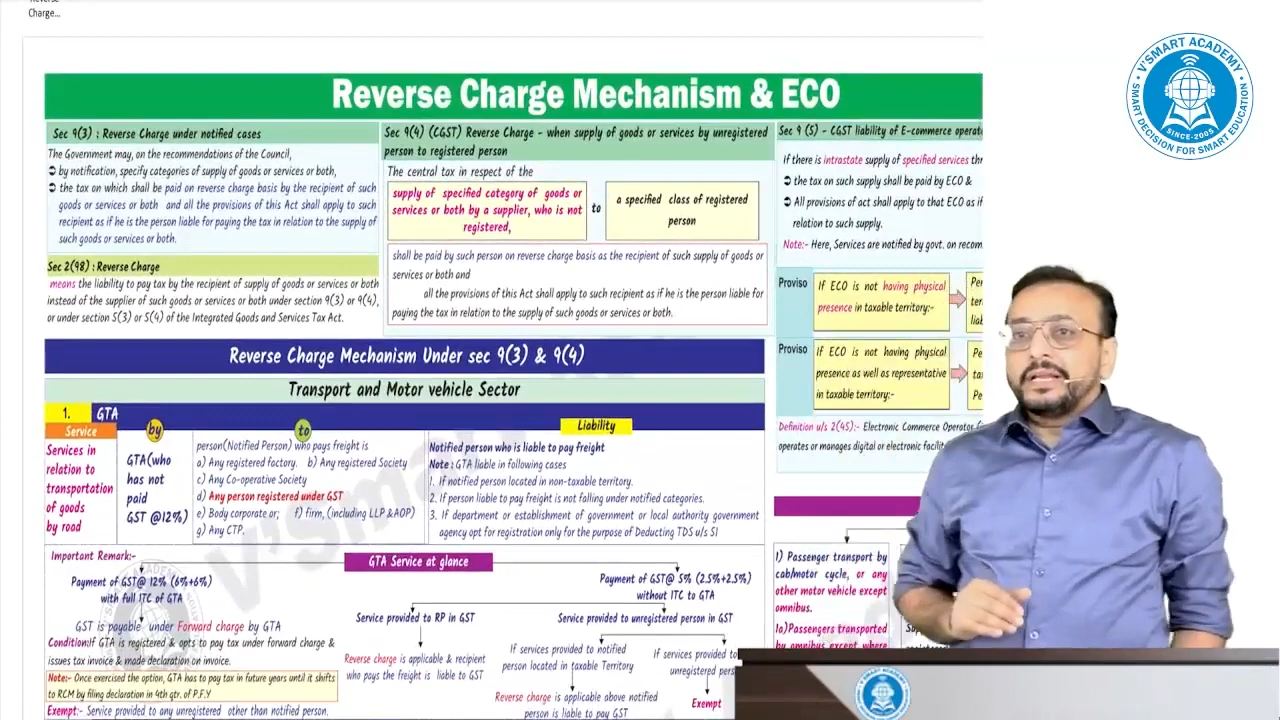 Charge...
V'SMART ACADEMY
SMART DECISION FOR SMART EDUCATION
SINCE-2005
Reverse Charge Mechanism & ECO
Sec 9(3) : Reverse Charge under notified cases
The Government may, on the recommendations of the Council,
➲ by notification, specify categories of supply of goods or services or both,
➲ the tax on which shall be paid on reverse charge basis by the recipient of such
goods or services or both and all the provisions of this Act shall apply to such
recipient as if he is the person liable for paying the tax in relation to the supply of
such goods or services or both.
Sec 2(98) : Reverse Charge
means the liability to pay tax by the recipient of supply of goods or services or both
instead of the supplier of such goods or services or both under section 9(3) or 9(4),
or under section 5(3) or 5(4) of the Integrated Goods and Services Tax Act.
Sec 9(4) (CGST) Reverse Charge - when supply of goods or services by unregistered
person to registered person
The central tax in respect of the
supply of specified category of goods or
services or both by a supplier, who is not
registered,
to
a specified class of registered
person
shall be paid by such person on reverse charge basis as the recipient of such supply of goods or
services or both and
all the provisions of this Act shall apply to such recipient as if he is the person liable for
paying the tax in relation to the supply of such goods or services or both.
Sec 9 (5) - CGST liability of E-commerce
If there is intrastate supply of specified services
➲ the tax on such supply shall be paid by ECO &
➲ All provisions of act shall apply to that ECO as if
relation to such supply.
Note:- Here, Services are notified by govt. on
Proviso
If ECO is not having physical
presence in taxable territory:-
Proviso
If ECO is not having physical
presence as well as representative
in taxable territory:-
Definition u/s 2(45):- Electronic Commerce Operator
operates or manages digital or electronic
Reverse Charge Mechanism Under sec 9(3) & 9(4)
Transport and Motor vehicle Sector
1. GTA
Service
by
to
Liability
Services in
relation to
transportation
of goods
by road
GTA(who
has not
paid
GST @12%)
person(Notified Person) who pays freight is
a) Any registered factory. b) Any registered Society
c) Any Co-operative Society
d) Any person registered under GST
e) Body corporate or; f) firm, (including LLP &AOP)
g) Any CTP.
Notified person who is liable to pay freight
Note : GTA liable in following cases
1. If notified person located in non-taxable territory.
2. If person liable to pay freight is not falling under notified categories.
3. If department or establishment of government or local authority government
agency opt for registration only for the purpose of Deducting TDS u/s 51
Important Remark:-
GTA Service at glance
Payment of GST@ 12% (6%+6%)
with full ITC of GTA
GST is payable under Forward charge by GTA
Condition:If GTA is registered & opts to pay tax under forward charge &
issues tax invoice & made declaration on invoice.
Note:- Once exercised the option, GTA has to pay tax in future years until it shifts
to RCM by filing declaration in 4th qtr. of P.F.Y
Exempt:- Service provided to any unregistered other than notified person.
Payment of GST@ 5% (2.5%+2.5%)
without ITC to GTA
Service provided to RP in GST
Reverse charge is applicable & recipient
who pays the freight is liable to GST
Service provided to unregistered person in GST
If services provided to notified
person located in taxable Territory
Reverse charge is applicable above notified
person is liable to pay GST
If services provided to
unregistered
Exempt
1) Passenger transport by
cab/motor cycle, or any
other motor vehicle except
omnibus.
1a)Passengers transported
by omnibus except where